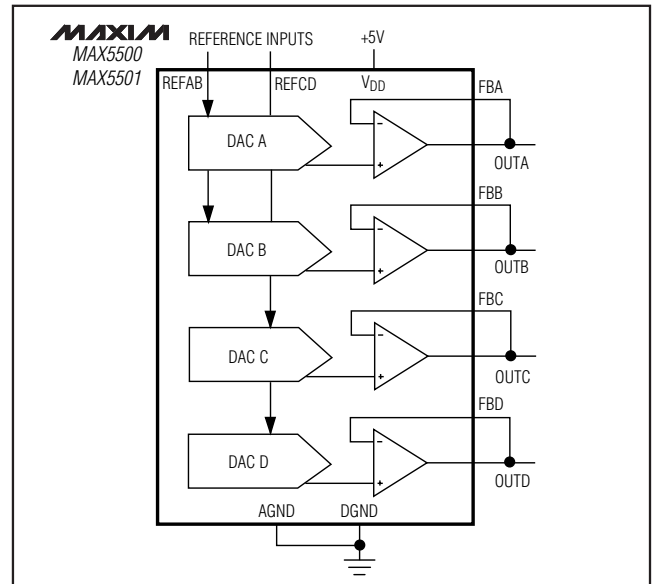 MAXIM
MAX5500
MAX5501
REFERENCE INPUTS
+5V
REFAB
REFCD
VDD
FBA
DAC A
-
+
OUTA
FBB
DAC B
-
+
OUTB
FBC
DAC C
-
+
OUTC
FBD
DAC D
-
+
OUTD
AGND
DGND